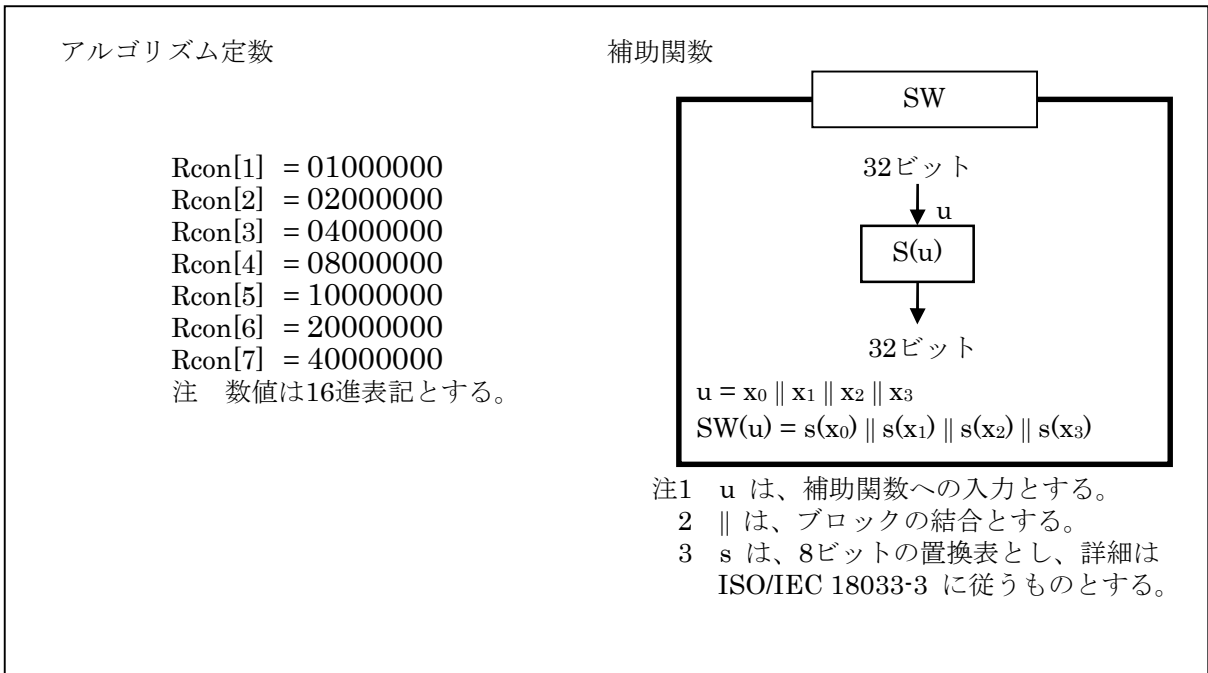 アルゴリズム定数
Rcon[1] = 01000000
Rcon[2] = 02000000
Rcon[3] = 04000000
Rcon[4] = 08000000
Rcon[5] = 10000000
Rcon[6] = 20000000
Rcon[7] = 40000000
注 数値は16進表記とする。
補助関数
SW
32ビット
u
S(u)
32ビット
u = x₀ ∥ x₁ ∥ x₂ ∥ x₃
SW(u) = s(x₀) ∥ s(x₁) ∥ s(x₂) ∥ s(x₃)
注1 u は、補助関数への入力とする。
2 ∥ は、ブロックの結合とする。
3 s は、8ビットの置換表とし、詳細は
ISO/IEC 18033-3 に従うものとする。